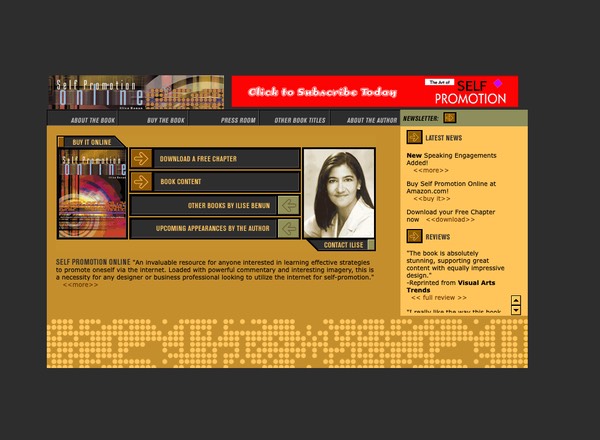 Self Promotion
online
Ilise Benun
Click to Subscribe Today
The Art of
SELF
PROMOTION
ABOUT THE BOOK
BUY THE BOOK
PRESS ROOM
OTHER BOOK TITLES
ABOUT THE AUTHOR
NEWSLETTER:
BUY IT ONLINE
Self Promotion
online
Ilise Benun
DOWNLOAD A FREE CHAPTER
BOOK CONTENT
OTHER BOOKS BY ILISE BENUN
UPCOMING APPEARANCES BY THE AUTHOR
CONTACT ILISE
SELF PROMOTION ONLINE "An invaluable resource for anyone interested in learning effective strategies
to promote oneself via the internet. Loaded with powerful commentary and interesting imagery, this is
a necessity for any designer or business professional looking to utilize the internet for self-promotion."
<<more>>
LATEST NEWS
New Speaking Engagements
Added!
<<more>>
Buy Self Promotion Online at
Amazon.com!
<<buy it>>
Download your Free Chapter
now <<download>>
REVIEWS
"The book is absolutely
stunning, supporting great
content with equally impressive
design."
-Reprinted from Visual Arts
Trends
<< full review >>
"I really like the way this book